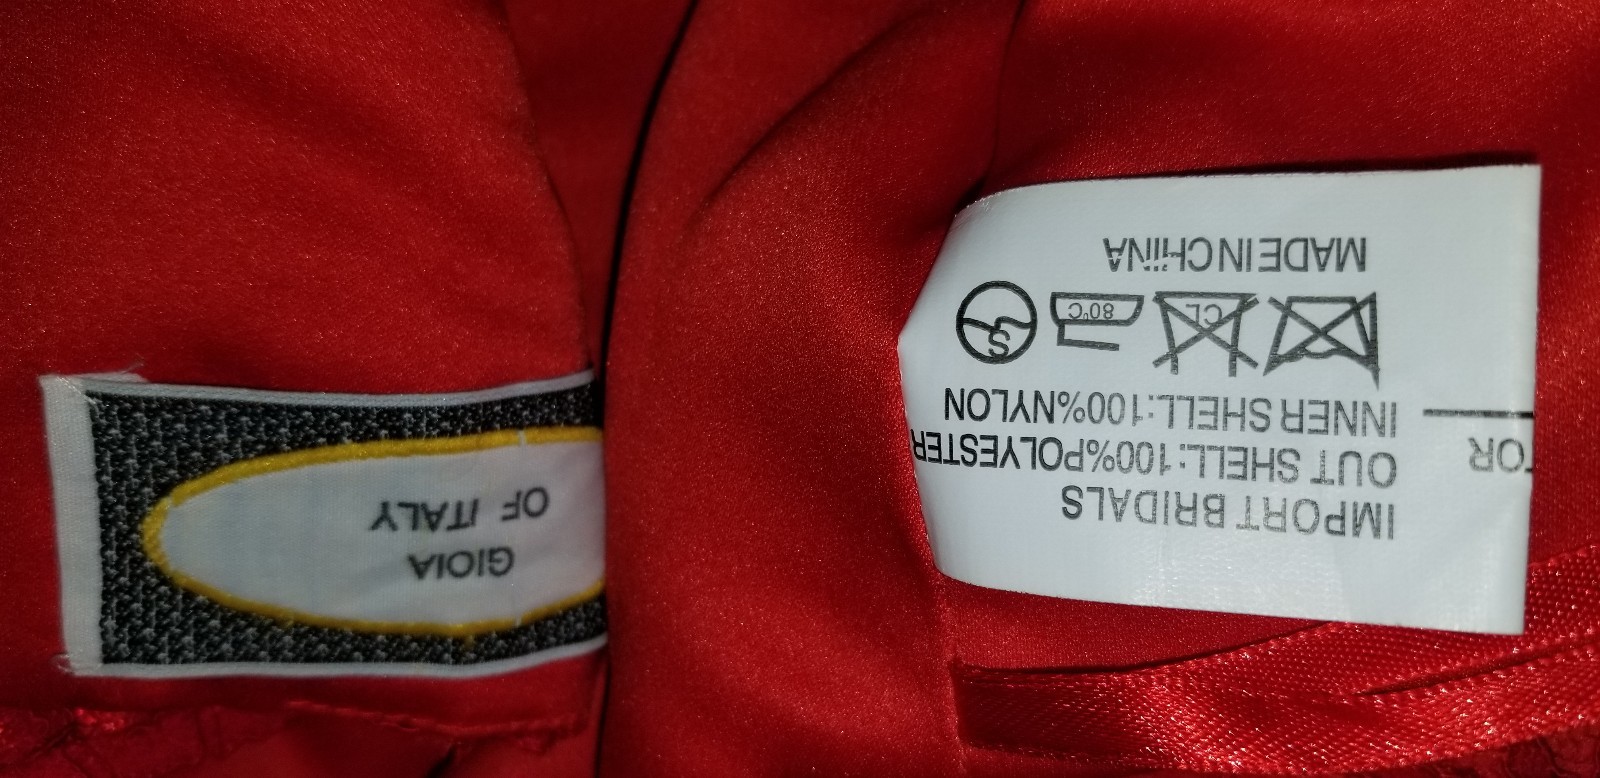 GIOIA
OF ITALY
IMPORT BRIDALS
OUT SHELL:100%POLYESTER
INNER SHELL:100%NYLON
CL 80°C S
MADE IN CHINA